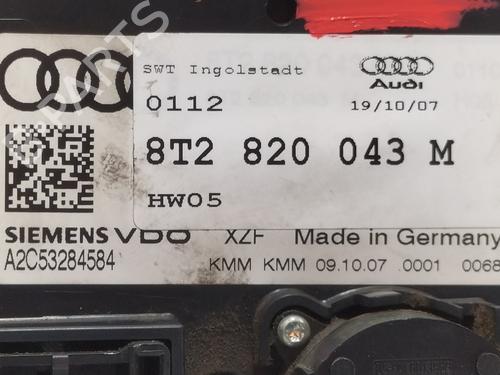 SWT Ingolstadt
Audi
0112
19/10/07
8T2 820 043 M
HW05
SIEMENS VDO XZF Made in Germany
A2C53284584
KMM KMM 09.10.07 .0001 0068
PARTS